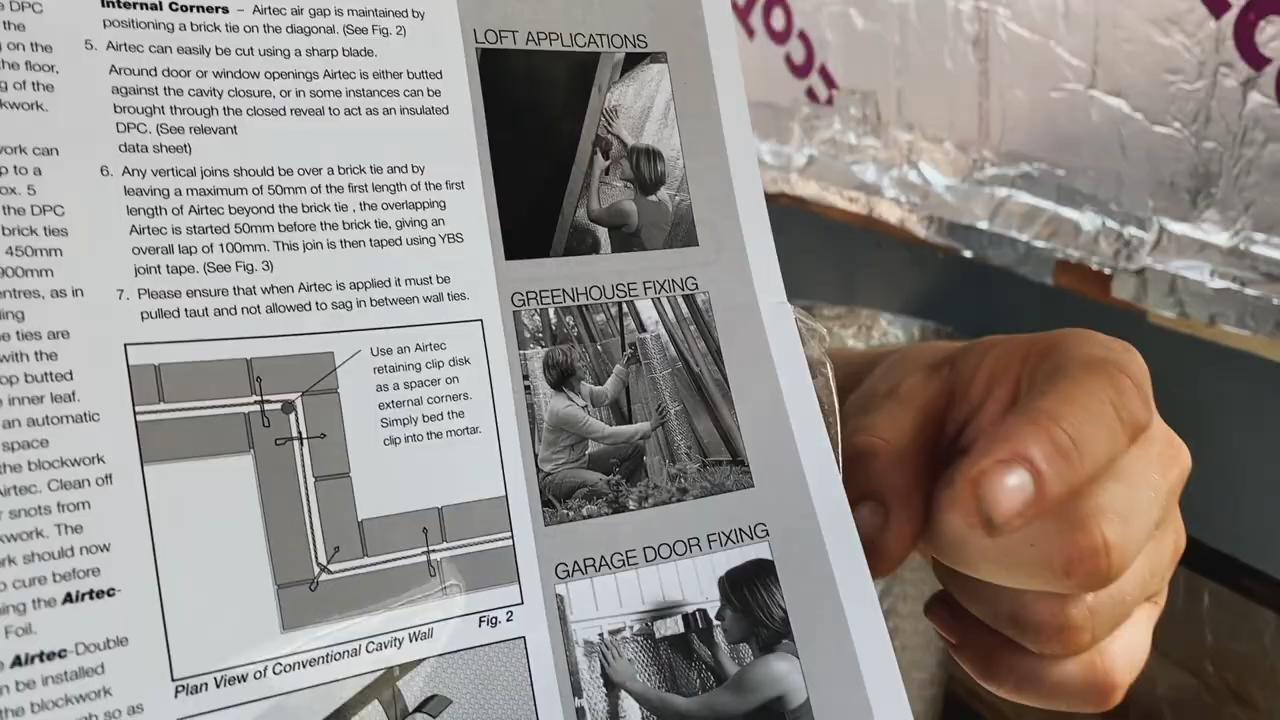 DPC
the
on the
the floor,
g of the
kwork.
work can
p to a
ox. 5
the DPC
brick ties
450mm
900mm
entres, as in
ling
e ties are
with the
op butted
inner leaf.
an automatic
space
the blockwork
Airtec. Clean off
r snots from
kwork. The
rk should now
o cure before
ing the Airtec-
Foil.
Airtec-Double
n be installed
the blockwork
gh so as
Internal Corners – Airtec air gap is maintained by
positioning a brick tie on the diagonal. (See Fig. 2)
5. Airtec can easily be cut using a sharp blade.
Around door or window openings Airtec is either butted
against the cavity closure, or in some instances can be
brought through the closed reveal to act as an insulated
DPC. (See relevant
data sheet)
6. Any vertical joins should be over a brick tie and by
leaving a maximum of 50mm of the first length of the first
length of Airtec beyond the brick tie , the overlapping
Airtec is started 50mm before the brick tie, giving an
overall lap of 100mm. This join is then taped using YBS
joint tape. (See Fig. 3)
7. Please ensure that when Airtec is applied it must be
pulled taut and not allowed to sag in between wall ties.
Use an Airtec
retaining clip disk
as a spacer on
external corners.
Simply bed the
clip into the mortar.
Fig. 2
Plan View of Conventional Cavity Wall
LOFT APPLICATIONS
GREENHOUSE FIXING
GARAGE DOOR FIXING